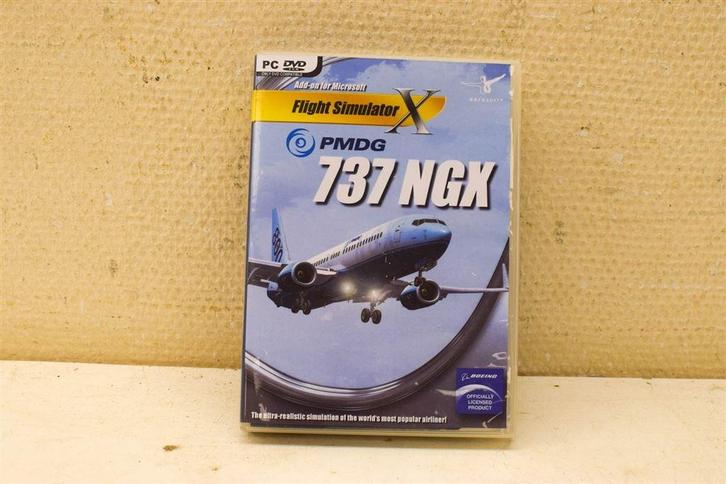 PC DVD
ONLY DVD COMPATIBLE
aerosoft
Add-on for Microsoft
Flight Simulator X
PMDG
737 NGX
BOEING
OFFICIALLY
LICENSED
PRODUCT
The ultra-realistic simulation of the world's most popular airliner!